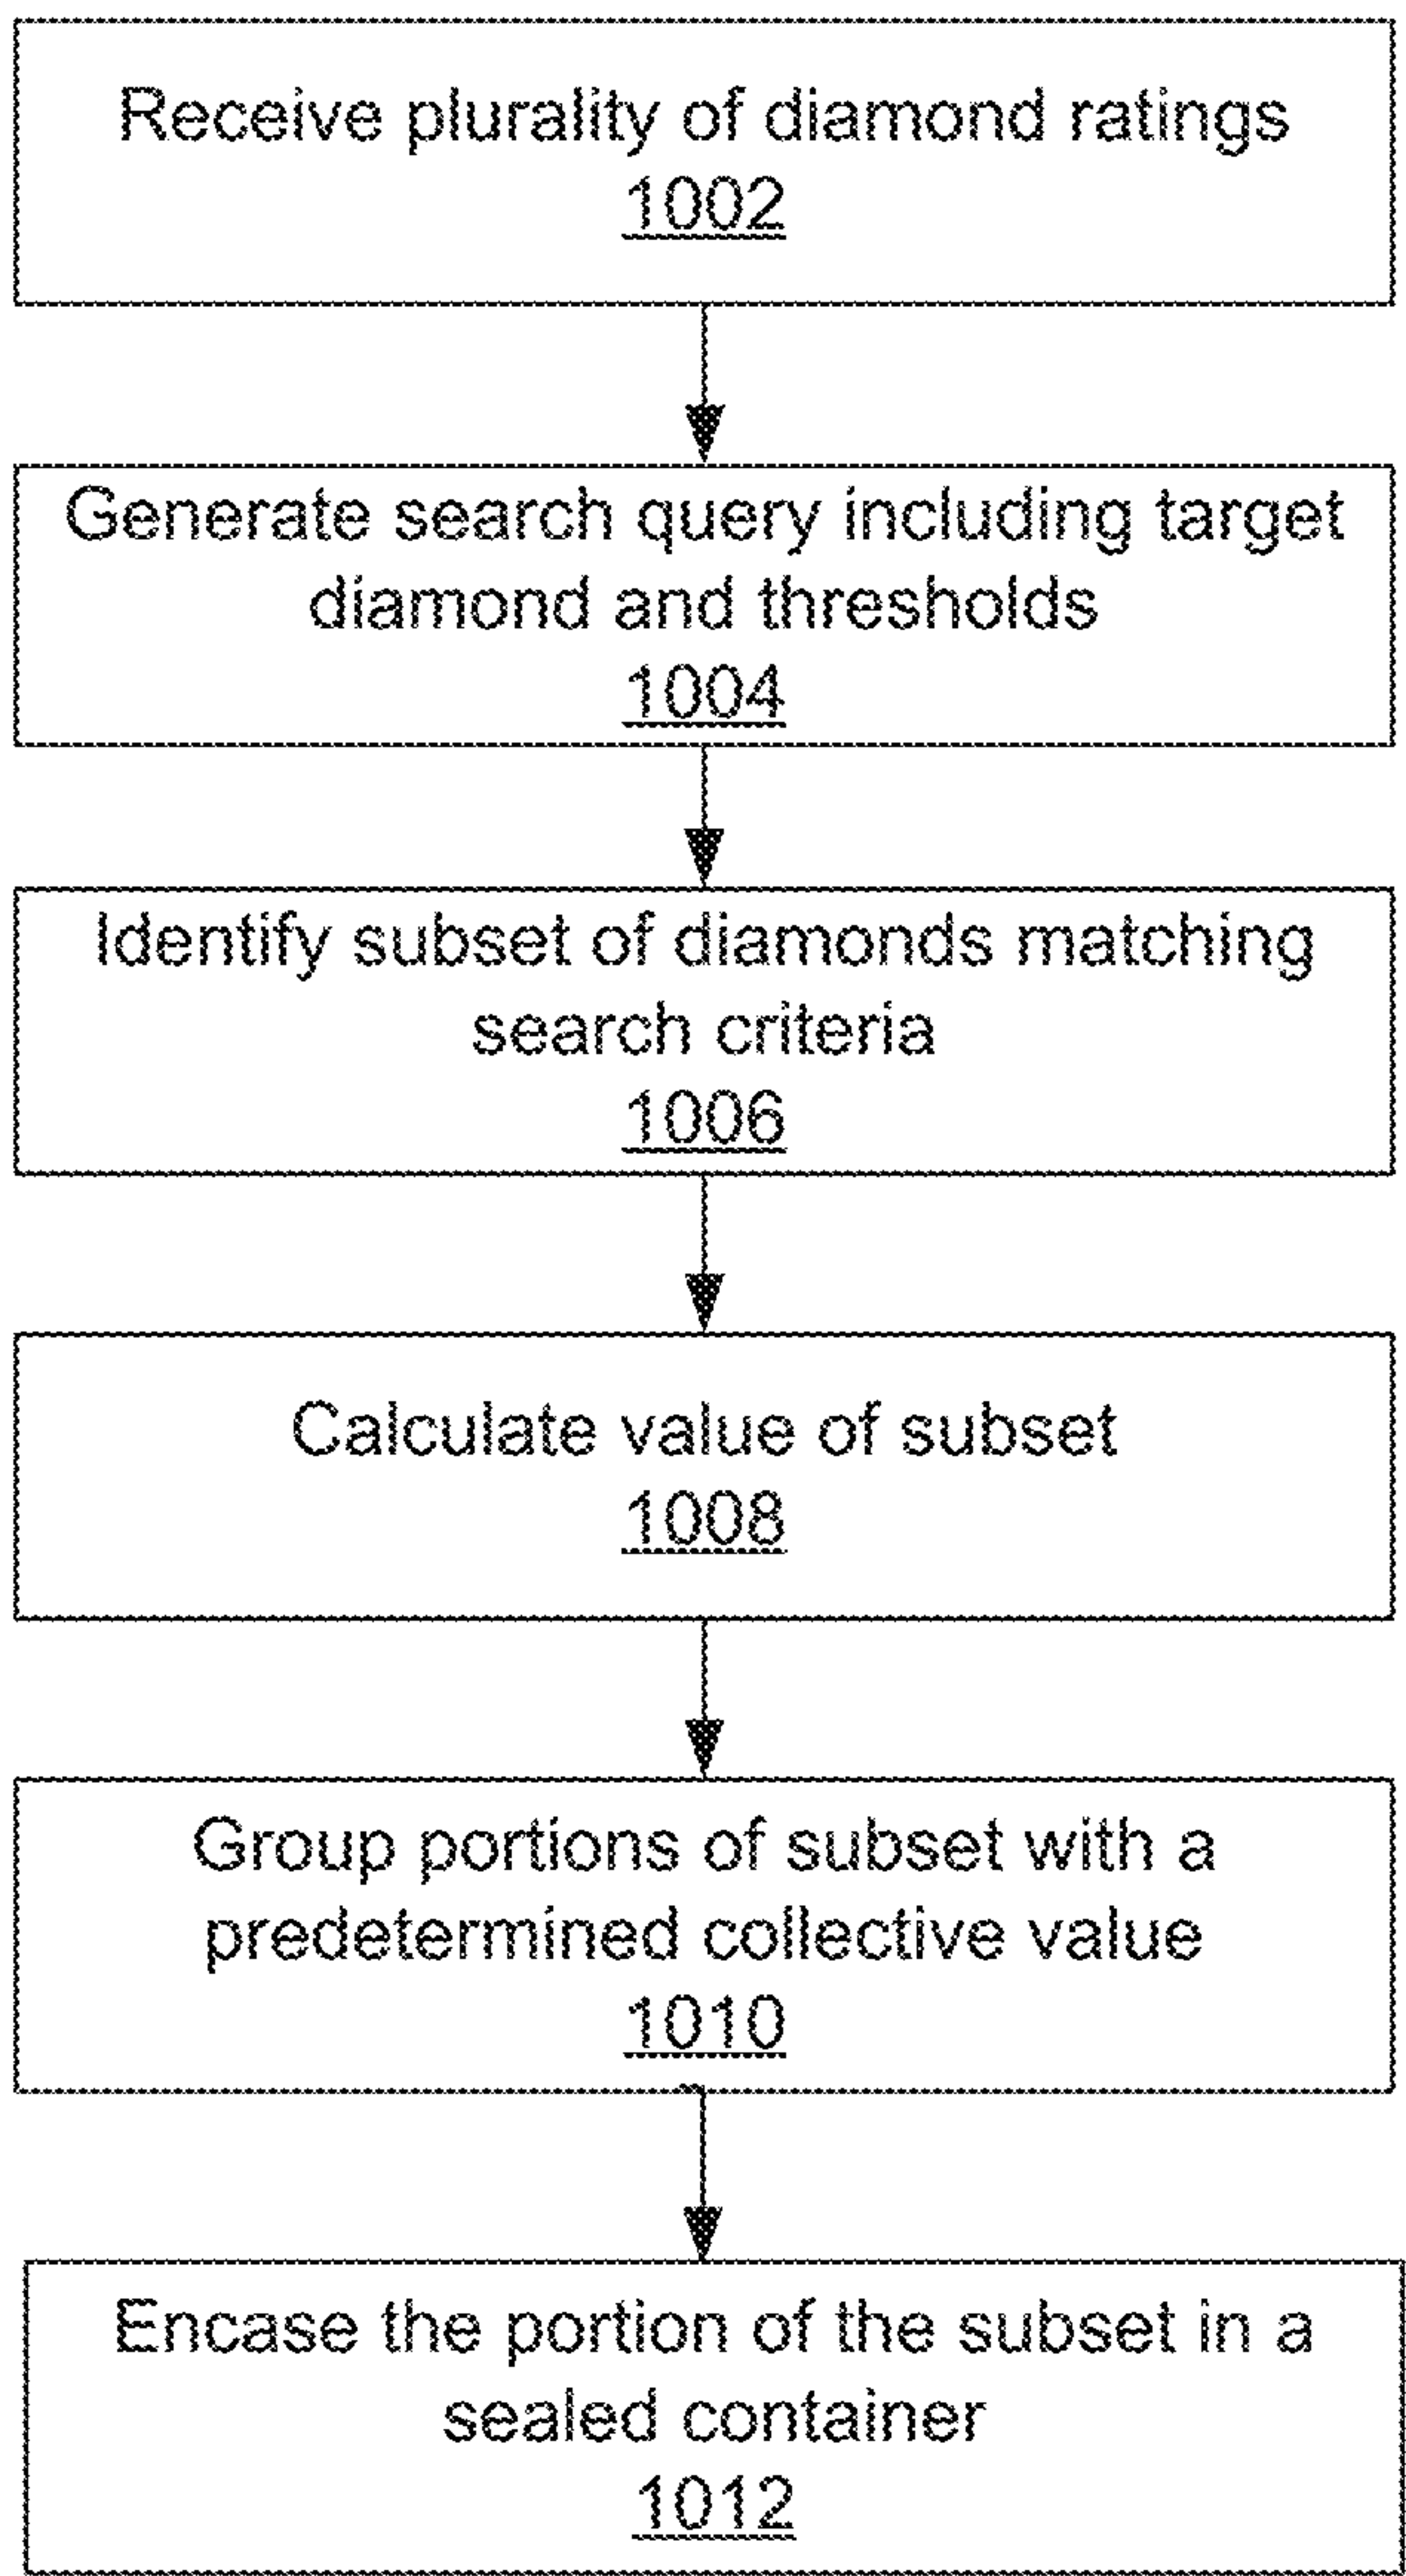 Receive plurality of diamond ratings
1002
Generate search query including target
diamond and thresholds
1004
Identify subset of diamonds matching
search criteria
1006
Calculate value of subset
1008
Group portions of subset with a
predetermined collective value
1010
Encase the portion of the subset in a
sealed container
1012